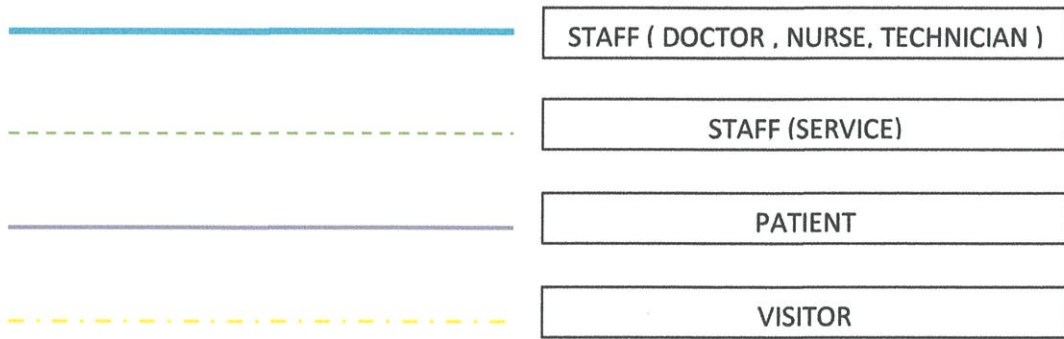 STAFF ( DOCTOR , NURSE, TECHNICIAN )
STAFF (SERVICE)
PATIENT
VISITOR